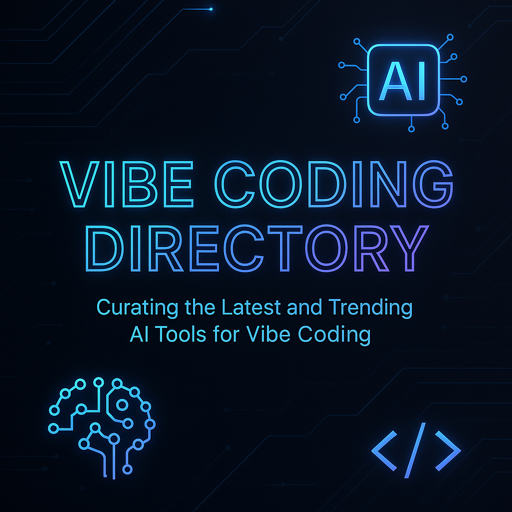 AI
VIBE CODING
DIRECTORY
Curating the Latest and Trending
AI Tools for Vibe Coding
</>